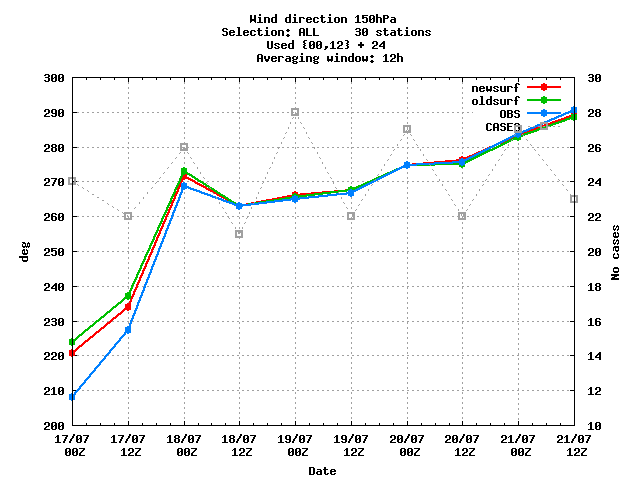 Wind direction 150hPa
Selection: ALL     30 stations
Used {00,12} + 24
Averaging window: 12h
300 30
newsurf
oldsurf
OBS
CASES
290 28
280 26
270 24
260 22
250 20
240 18
230 16
220 14
210 12
200 10
deg
No cases
17/07 17/07 18/07 18/07 19/07 19/07 20/07 20/07 21/07 21/07
00Z 12Z 00Z 12Z 00Z 12Z 00Z 12Z 00Z 12Z
Date